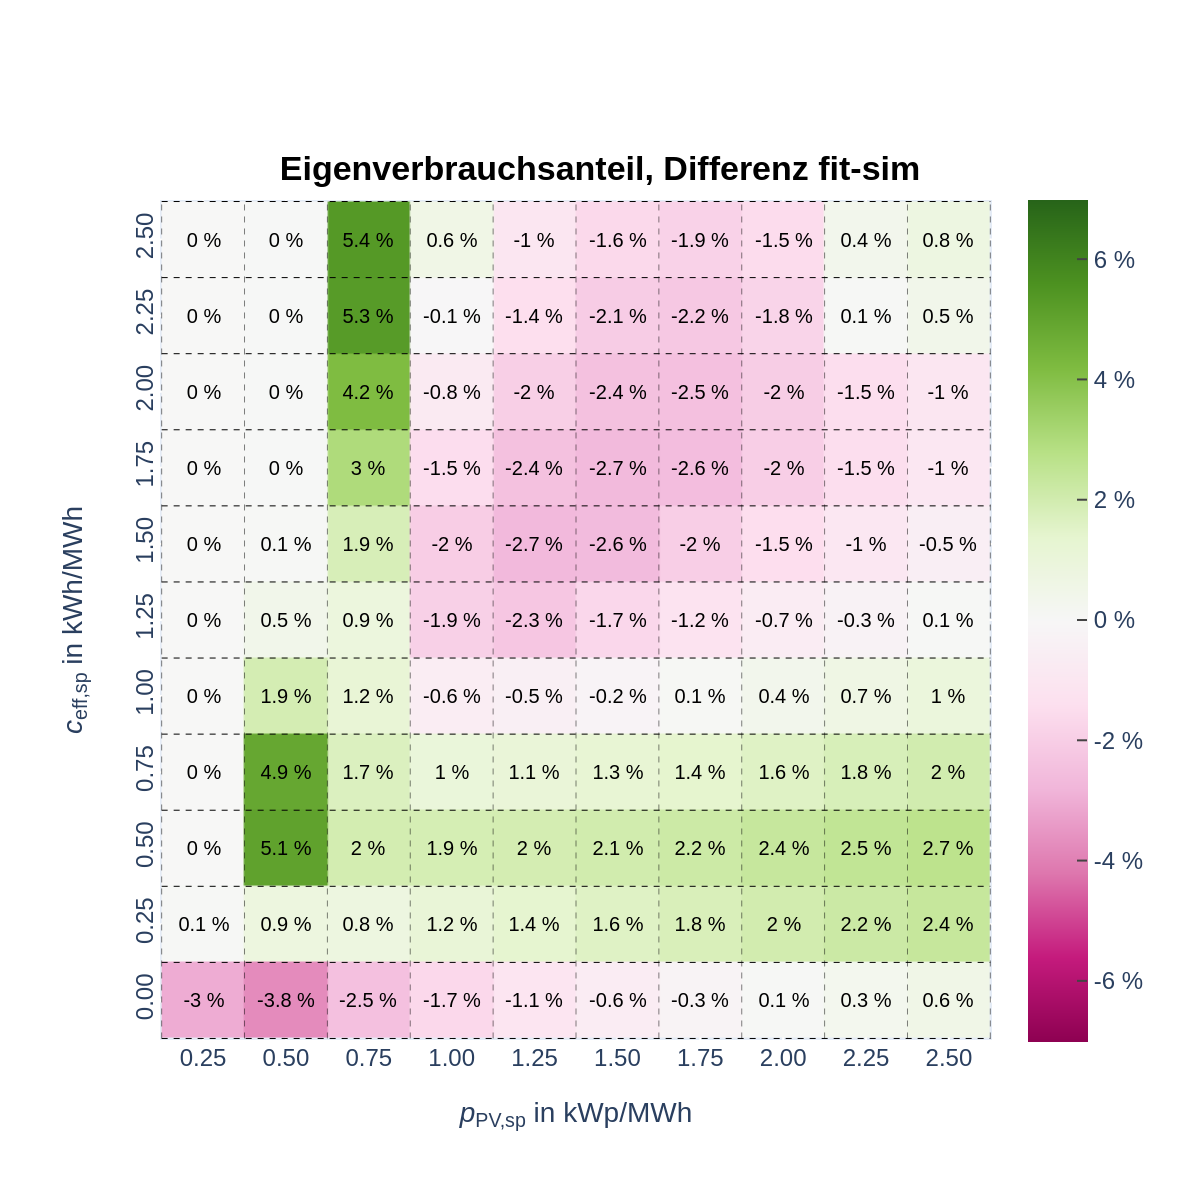 Eigenverbrauchsanteil, Differenz fit-sim
2.50 0 % 0 % 5.4 % 0.6 % -1 % -1.6 % -1.9 % -1.5 % 0.4 % 0.8 %
2.25 0 % 0 % 5.3 % -0.1 % -1.4 % -2.1 % -2.2 % -1.8 % 0.1 % 0.5 %
2.00 0 % 0 % 4.2 % -0.8 % -2 % -2.4 % -2.5 % -2 % -1.5 % -1 %
1.75 0 % 0 % 3 % -1.5 % -2.4 % -2.7 % -2.6 % -2 % -1.5 % -1 %
1.50 0 % 0.1 % 1.9 % -2 % -2.7 % -2.6 % -2 % -1.5 % -1 % -0.5 %
1.25 0 % 0.5 % 0.9 % -1.9 % -2.3 % -1.7 % -1.2 % -0.7 % -0.3 % 0.1 %
1.00 0 % 1.9 % 1.2 % -0.6 % -0.5 % -0.2 % 0.1 % 0.4 % 0.7 % 1 %
0.75 0 % 4.9 % 1.7 % 1 % 1.1 % 1.3 % 1.4 % 1.6 % 1.8 % 2 %
0.50 0 % 5.1 % 2 % 1.9 % 2 % 2.1 % 2.2 % 2.4 % 2.5 % 2.7 %
0.25 0.1 % 0.9 % 0.8 % 1.2 % 1.4 % 1.6 % 1.8 % 2 % 2.2 % 2.4 %
0.00 -3 % -3.8 % -2.5 % -1.7 % -1.1 % -0.6 % -0.3 % 0.1 % 0.3 % 0.6 %
0.25 0.50 0.75 1.00 1.25 1.50 1.75 2.00 2.25 2.50
p PV,sp in kWp/MWh
c eff,sp in kWh/MWh
6 %
4 %
2 %
0 %
-2 %
-4 %
-6 %